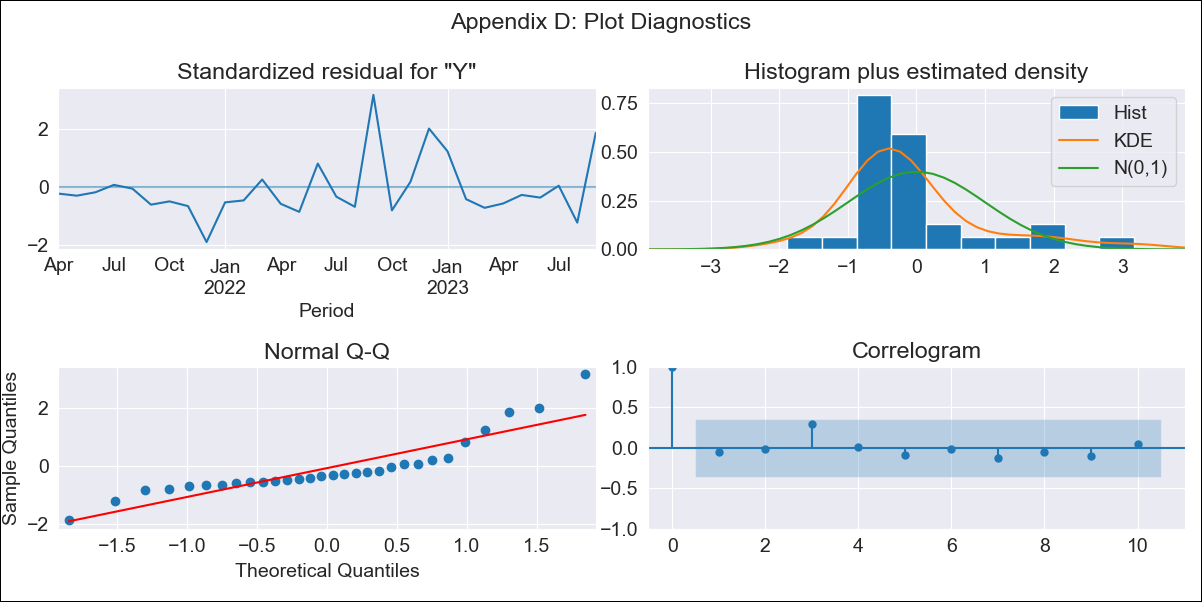 Appendix D: Plot Diagnostics
Standardized residual for "Y"
2
0
−2
Apr Jul Oct Jan Apr Jul Oct Jan Apr Jul
2022 2023
Period
Histogram plus estimated density
0.75
0.50
0.25
0.00
Hist
KDE
N(0,1)
−3 −2 −1 0 1 2 3
Normal Q-Q
Sample Quantiles
2
0
−2
−1.5 −1.0 −0.5 0.0 0.5 1.0 1.5
Theoretical Quantiles
Correlogram
1.0
0.5
0.0
−0.5
−1.0
0 2 4 6 8 10